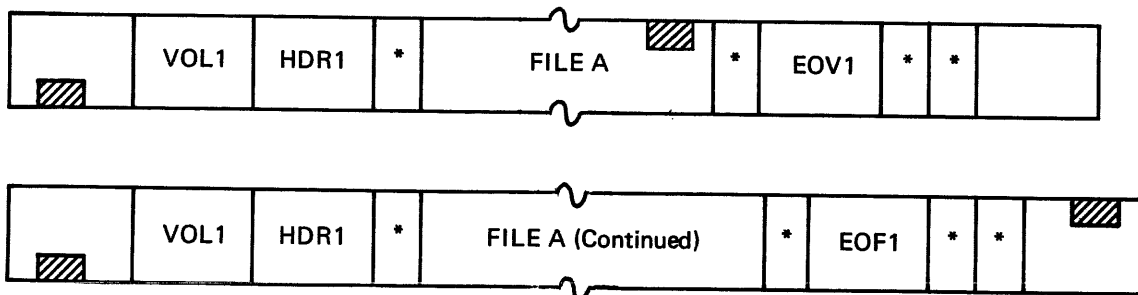 VOL1 HDR1 * FILE A * EOV1 * *
VOL1 HDR1 * FILE A (Continued) * EOF1 * *